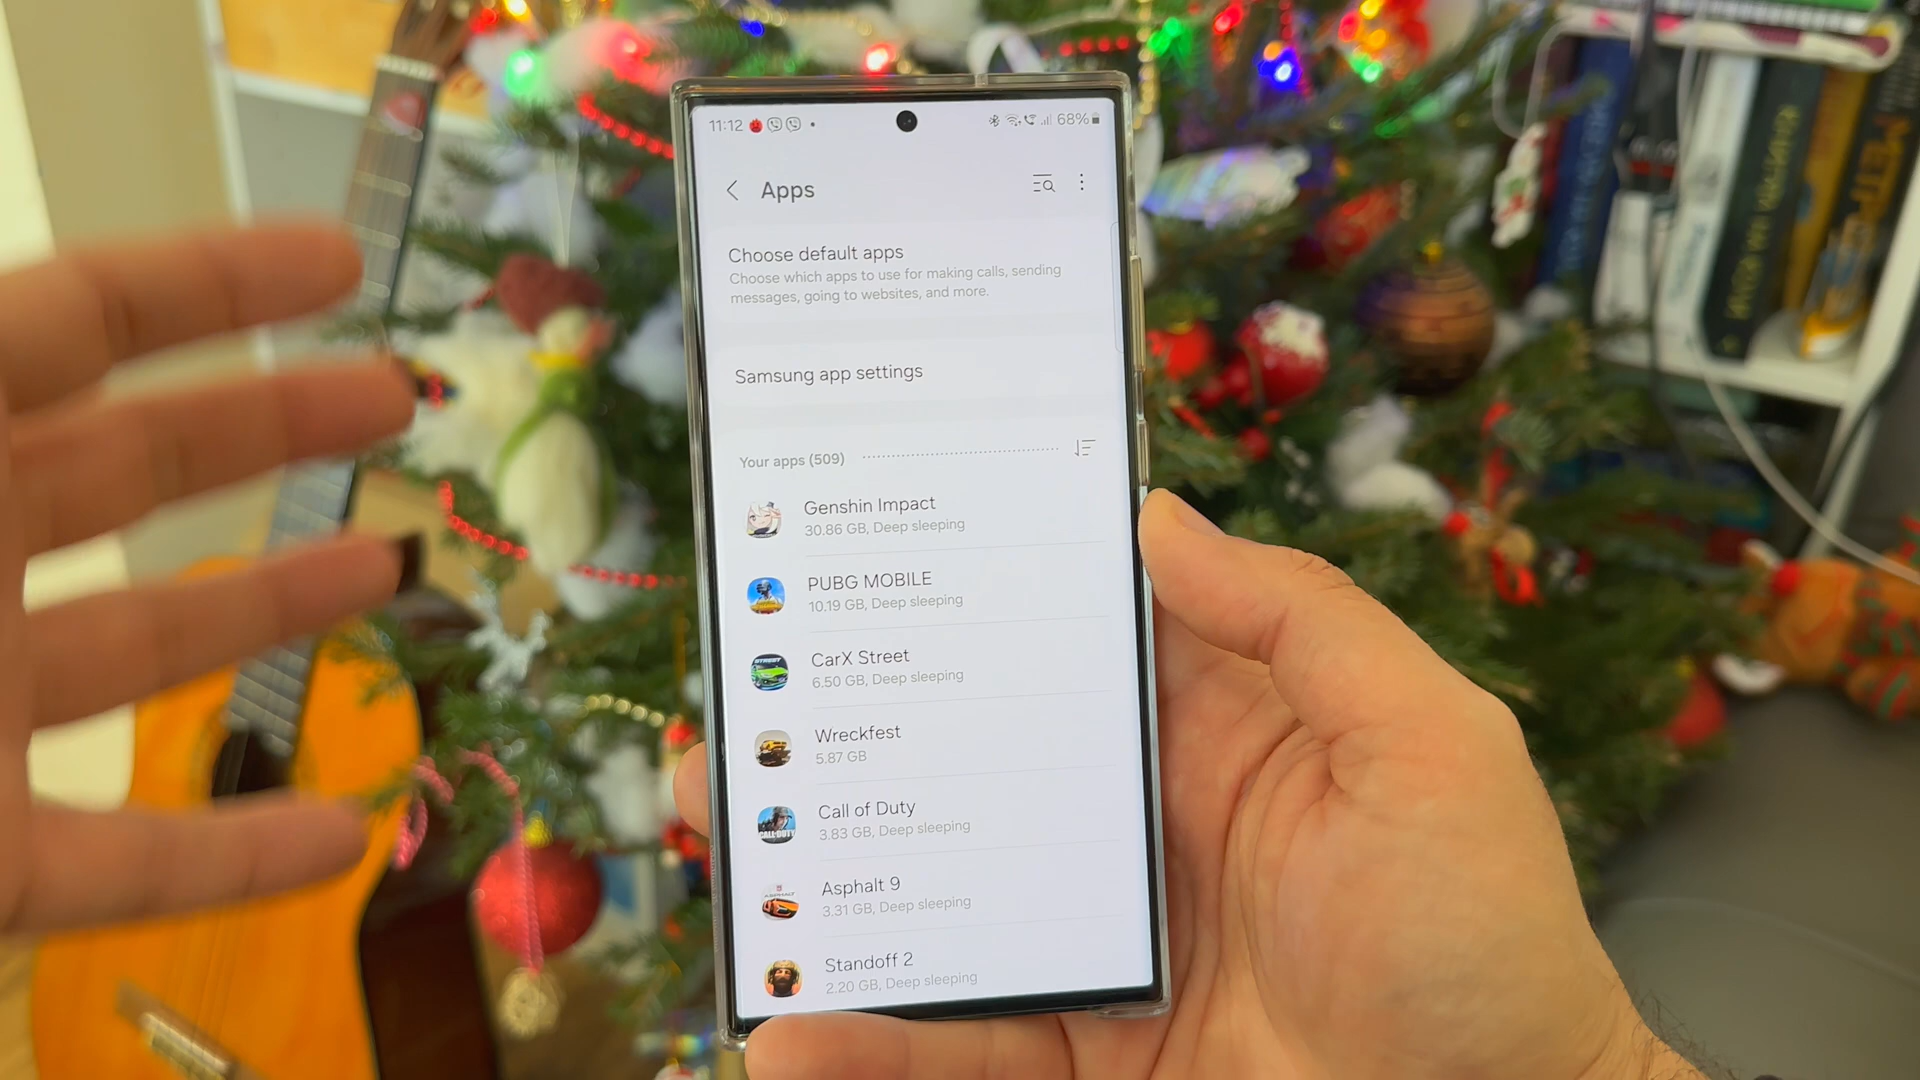 11:12
68%
Apps
Choose default apps
Choose which apps to use for making calls, sending
messages, going to websites, and more.
Samsung app settings
Your apps (509)
Genshin Impact
30.86 GB, Deep sleeping
PUBG MOBILE
10.19 GB, Deep sleeping
CarX Street
6.50 GB, Deep sleeping
Wreckfest
5.87 GB
Call of Duty
3.83 GB, Deep sleeping
Asphalt 9
3.31 GB, Deep sleeping
Standoff 2
2.20 GB, Deep sleeping